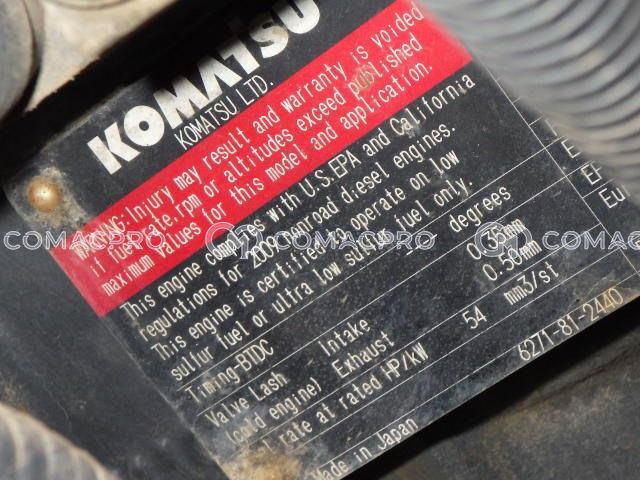 KOMATSU
KOMATSU LTD.
WARNING: Injury may result and warranty is voided
if fuel rate, rpm or altitudes exceed published
maximum values for this model and application.
This engine complies with U.S. EPA and California
regulations for 2009 nonroad diesel engines.
This engine is certified to operate on low
sulfur fuel or ultra low sulfur fuel only.
Timing-BTDC degrees
Valve Lash Intake 0.35mm
(cold engine) Exhaust 0.50mm
rate at rated HP/kW 54 mm3/st
Made in Japan 6271-81-2440
COMACPRO COMACPRO COMACPRO